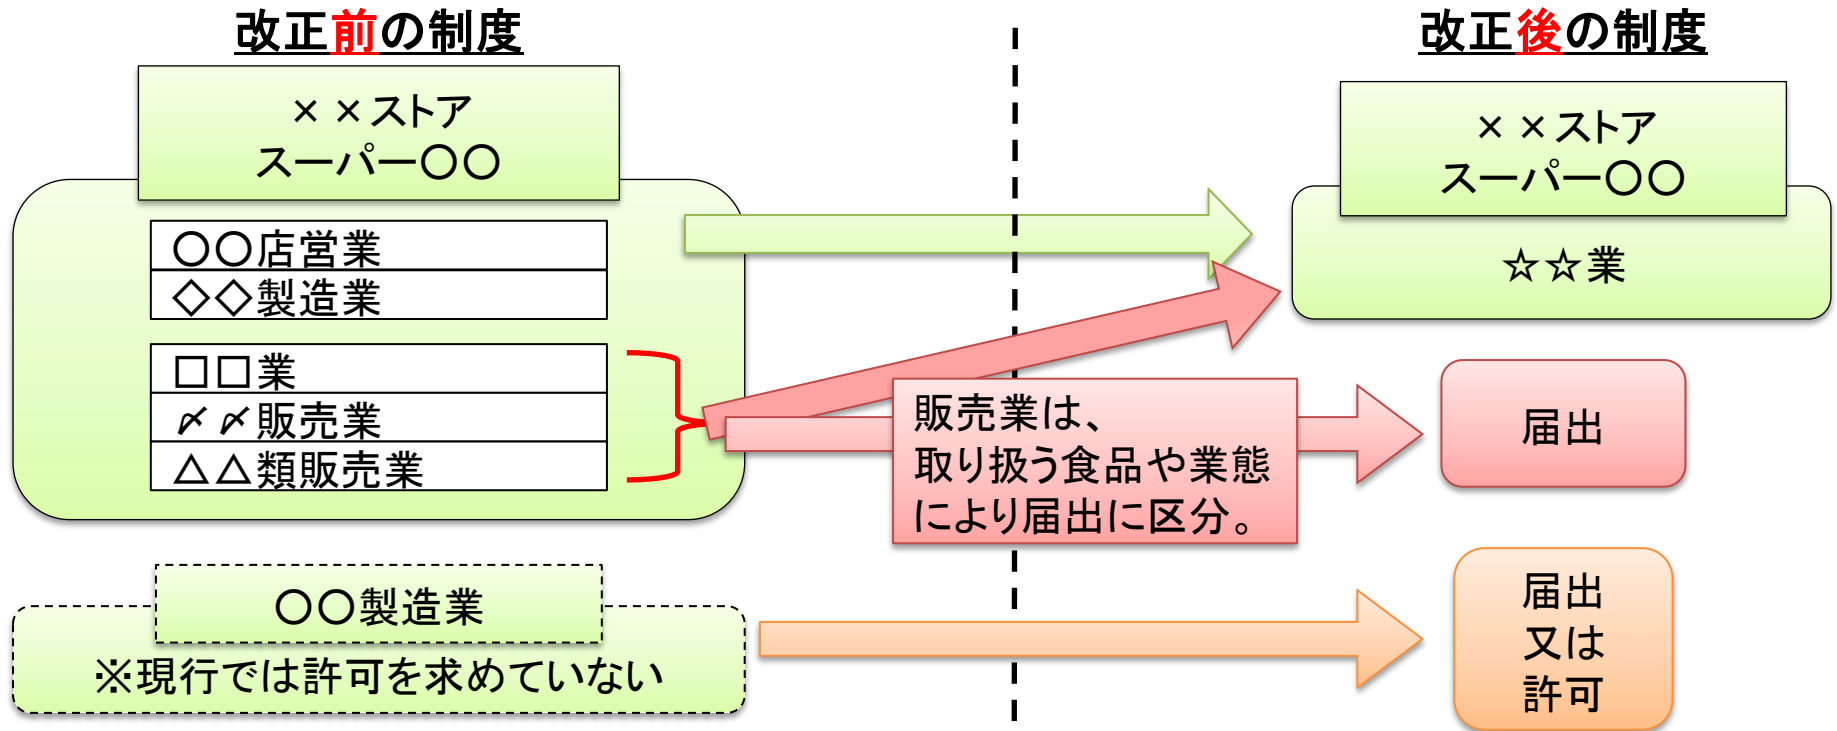 改正前の制度
××ストア
スーパー〇〇
〇〇店営業
◇◇製造業
□□業
〆〆販売業
△△類販売業
〇〇製造業
※現行では許可を求めていない
販売業は、
取り扱う食品や業態
により届出に区分。
改正後の制度
××ストア
スーパー〇〇
☆☆業
届出
届出
又は
許可